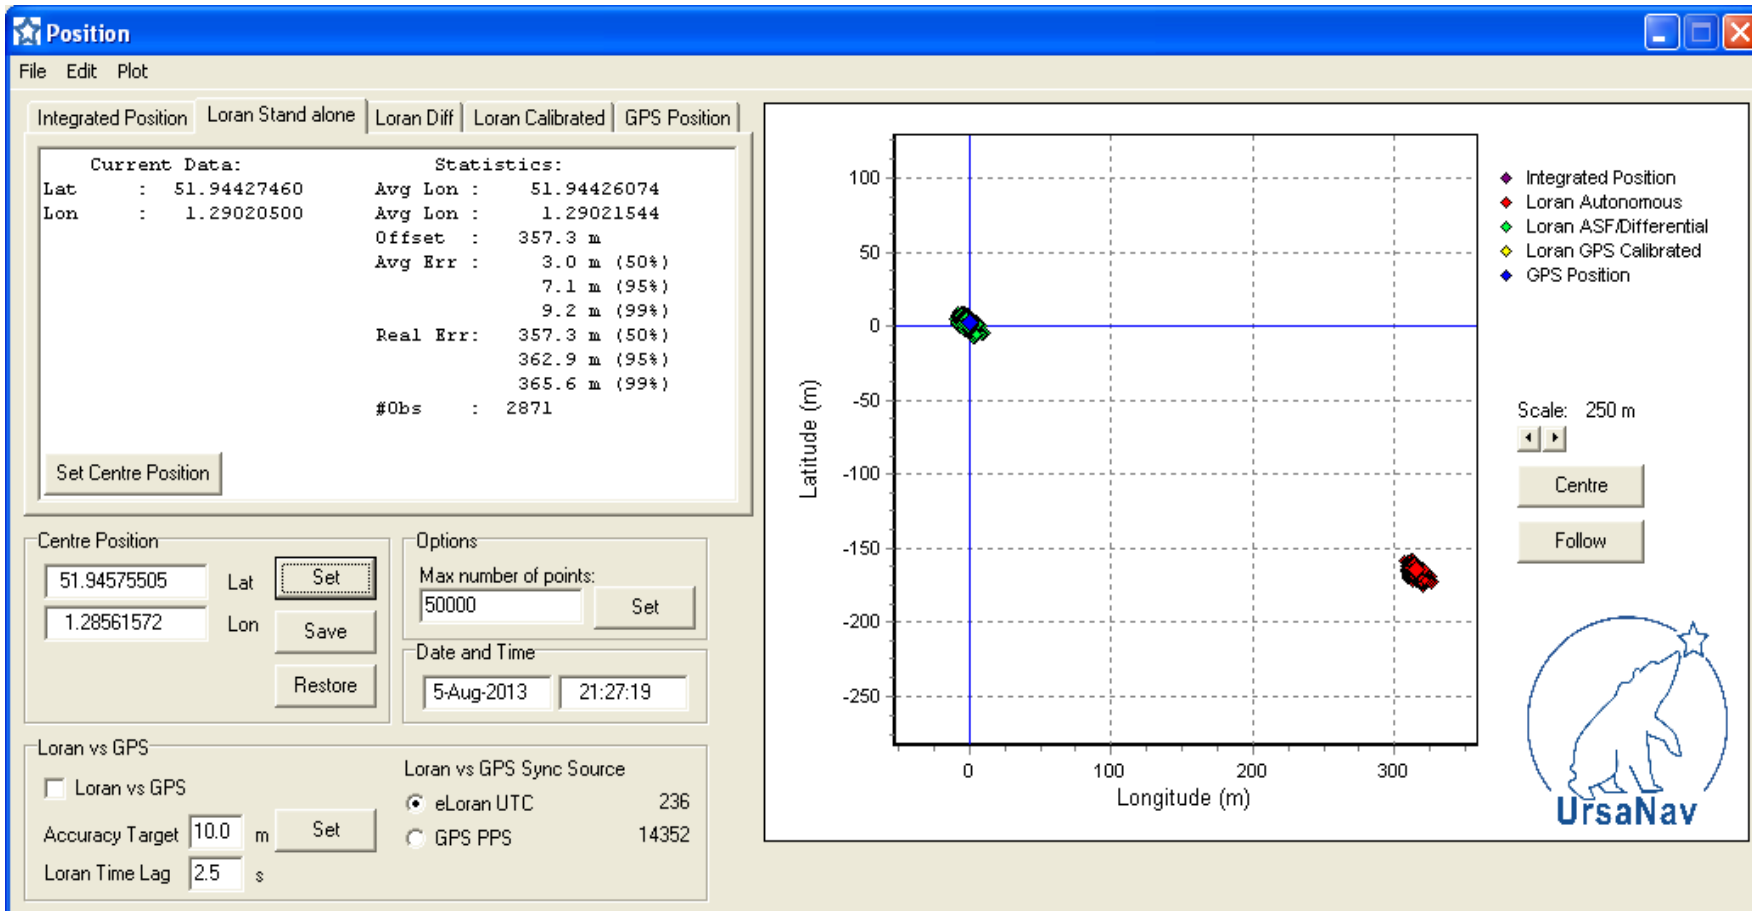 Position
File Edit Plot
Integrated Position Loran Stand alone Loran Diff Loran Calibrated GPS Position
Current Data: Statistics:
Lat : 51.94427460 Avg Lon : 51.94426074
Lon : 1.29020500 Avg Lon : 1.29021544
Offset : 357.3 m
Avg Err : 3.0 m (50%)
7.1 m (95%)
9.2 m (99%)
Real Err: 357.3 m (50%)
362.9 m (95%)
365.6 m (99%)
#Obs : 2871
Set Centre Position
Centre Position
51.94575505 Lat Set
1.28561572 Lon Save
Restore
Options
Max number of points:
50000 Set
Date and Time
5-Aug-2013 21:27:19
Loran vs GPS
Loran vs GPS
Accuracy Target 10.0 m Set
Loran Time Lag 2.5 s
Loran vs GPS Sync Source
eLoran UTC 236
GPS PPS 14352
100
50
0
-50
-100
-150
-200
-250
Latitude (m)
0 100 200 300
Longitude (m)
Integrated Position
Loran Autonomous
Loran ASF/Differential
Loran GPS Calibrated
GPS Position
Scale: 250 m
Centre
Follow
UrsaNav